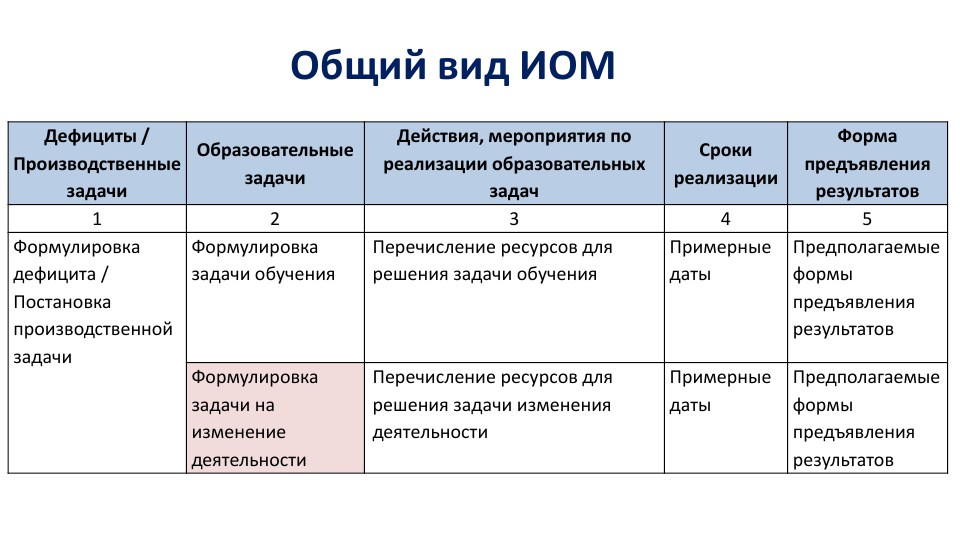 Общий вид ИОМ
Дефициты /
Производственные
задачи
Образовательные
задачи
Действия, мероприятия по
реализации образовательных
задач
Сроки
реализации
Форма
предъявления
результатов
1
2
3
4
5
Формулировка
дефицита /
Постановка
производственной
задачи
Формулировка
задачи обучения
Перечисление ресурсов для
решения задачи обучения
Примерные
даты
Предполагаемые
формы
предъявления
результатов
Формулировка
задачи на
изменение
деятельности
Перечисление ресурсов для
решения задачи изменения
деятельности
Примерные
даты
Предполагаемые
формы
предъявления
результатов